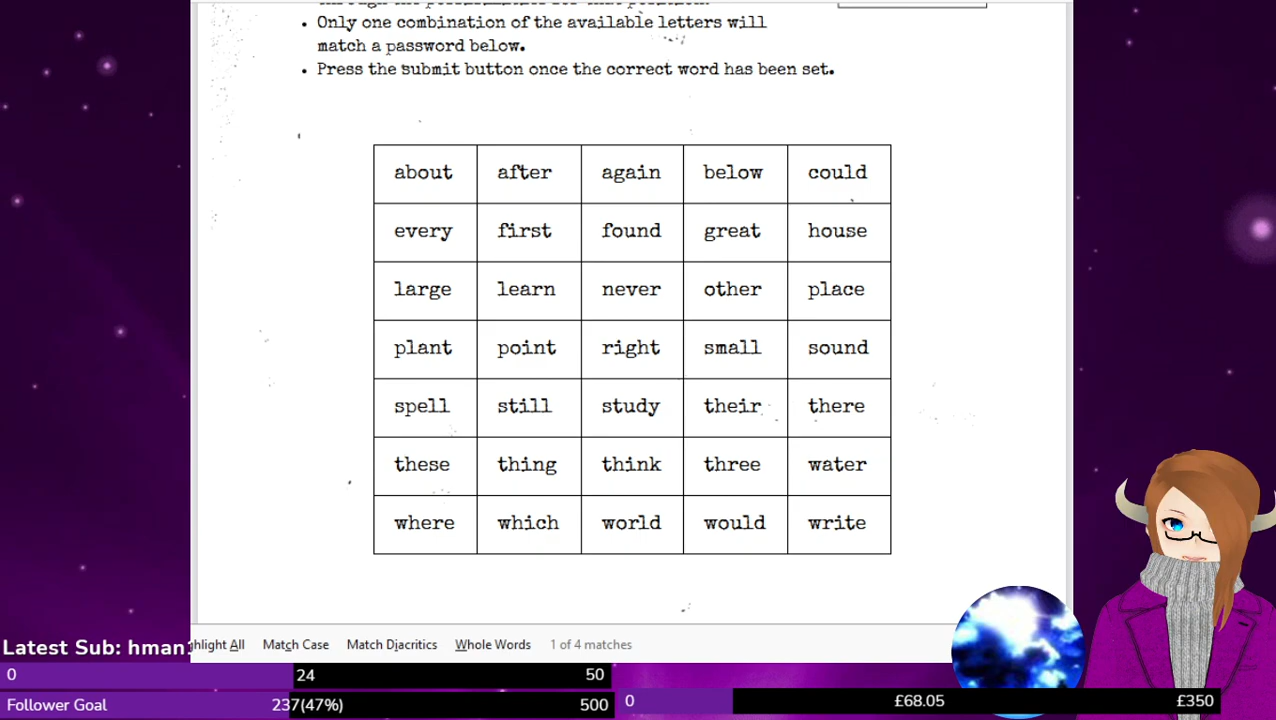 • Only one combination of the available letters will
match a password below.
• Press the submit button once the correct word has been set.
about after again below could
every first found great house
large learn never other place
plant point right small sound
spell still study their there
these thing think three water
where which world would write
ghlight All Match Case Match Diacritics Whole Words 1 of 4 matches
Latest Sub: hman
0 24 50
Follower Goal 237(47%) 500
0 £68.05 £350